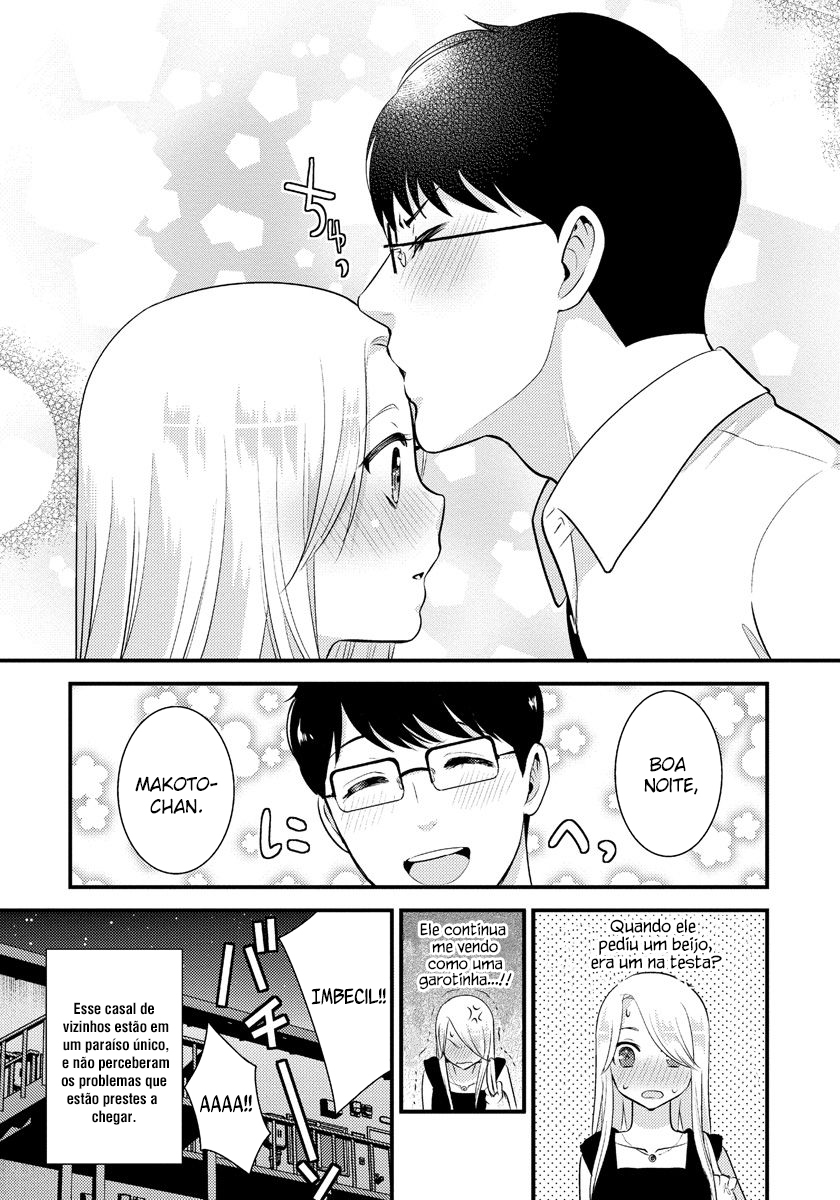 ちゅっ
BOA
NOITE,
MAKOTO-
CHAN.
へっ
に
Quando ele
pediu um beijo,
era um na testa?
Ele continua
me vendo
como uma
garotinha...!!
IMBECIL!!
バチーン
AAAA!!
Esse casal de
vizinhos estão em
um paraíso único,
e não perceberam
os problemas que
estão prestes a
chegar.